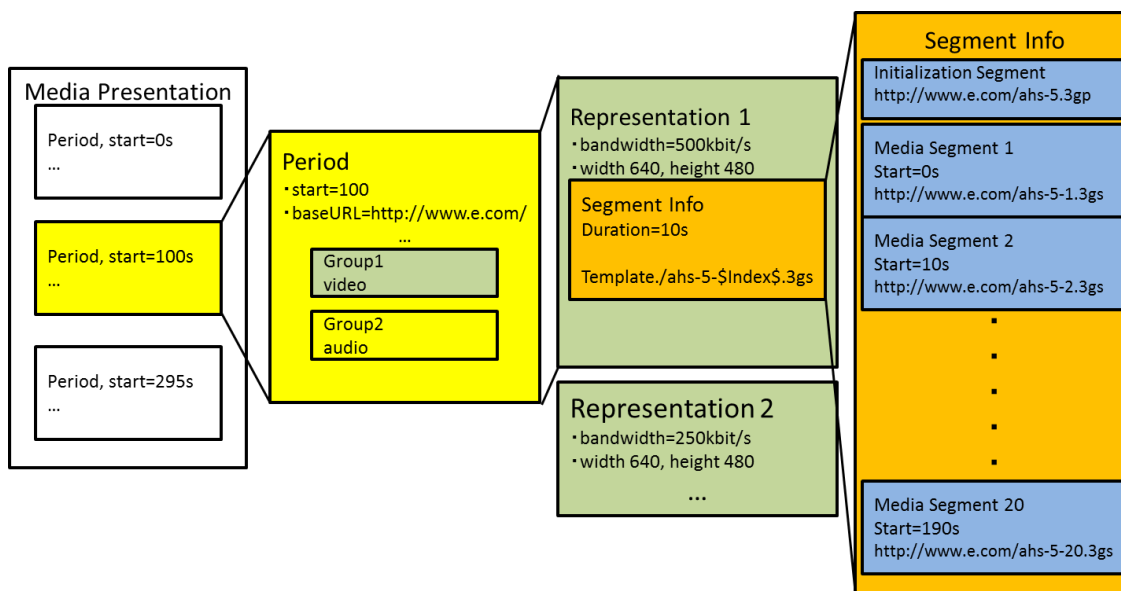 Media Presentation
Period, start=0s
...
Period, start=100s
...
Period, start=295s
...
Period
・start=100
・baseURL=http://www.e.com/
...
Group1
video
Group2
audio
Representation 1
・bandwidth=500kbit/s
・width 640, height 480
Segment Info
Duration=10s
Template./ahs-5-$Index$.3gs
Representation 2
・bandwidth=250kbit/s
・width 640, height 480
...
Segment Info
Initialization Segment
http://www.e.com/ahs-5.3gp
Media Segment 1
Start=0s
http://www.e.com/ahs-5-1.3gs
Media Segment 2
Start=10s
http://www.e.com/ahs-5-2.3gs
Media Segment 20
Start=190s
http://www.e.com/ahs-5-20.3gs